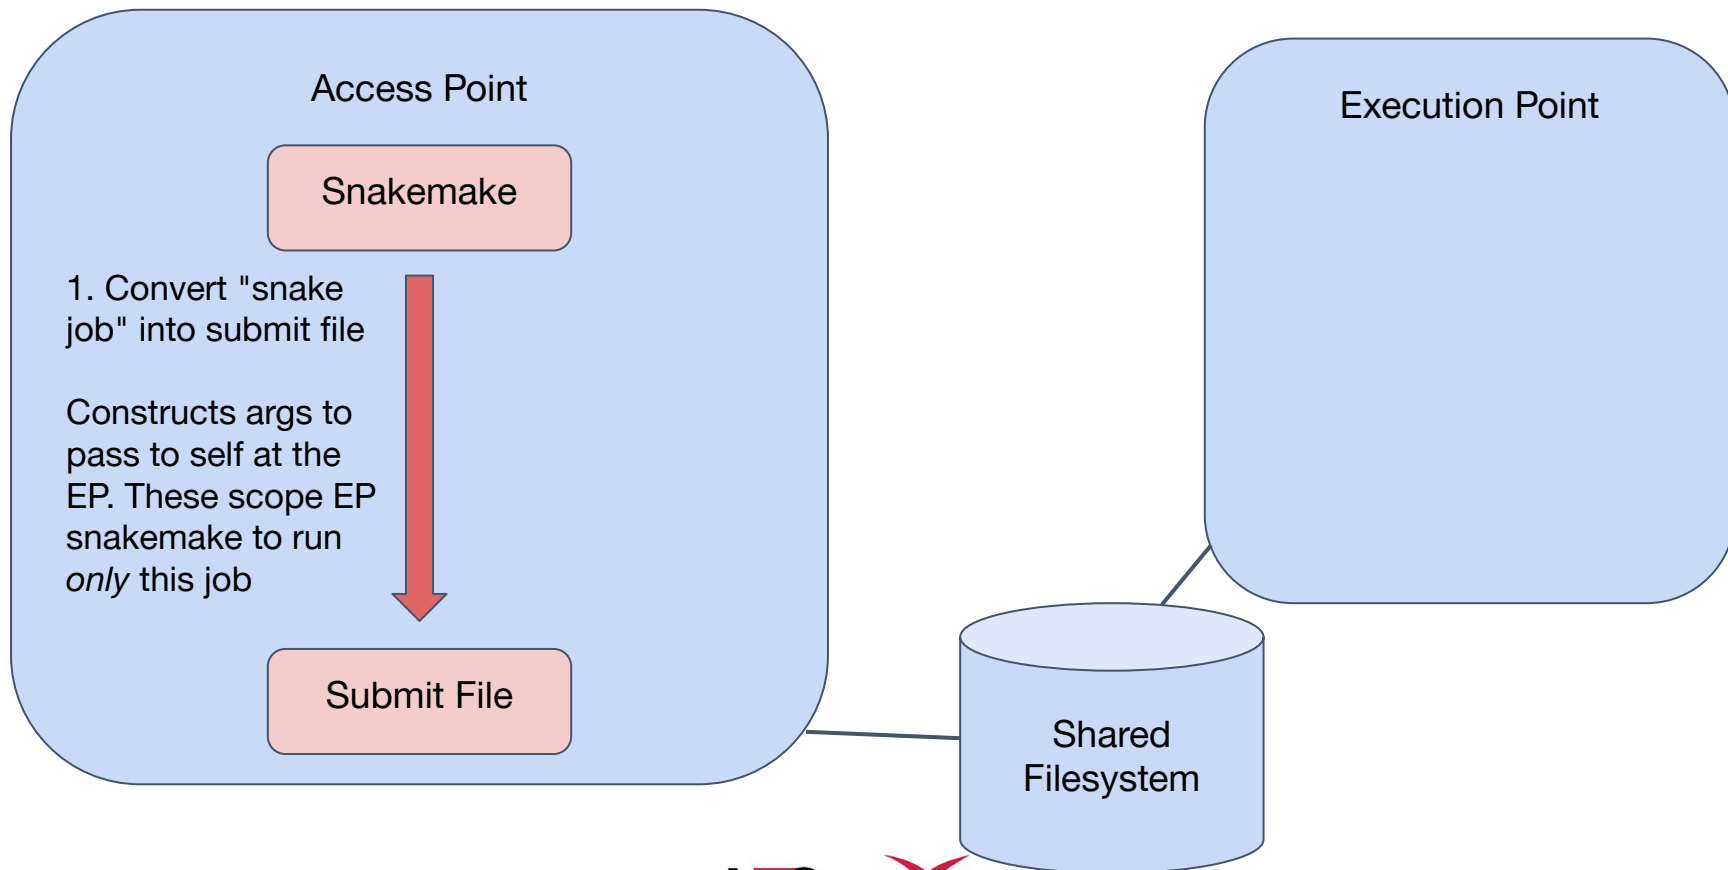 Access Point
Snakemake
1. Convert "snake
job" into submit file
Constructs args to
pass to self at the
EP. These scope EP
snakemake to run
only this job
Submit File
Execution Point
Shared
Filesystem